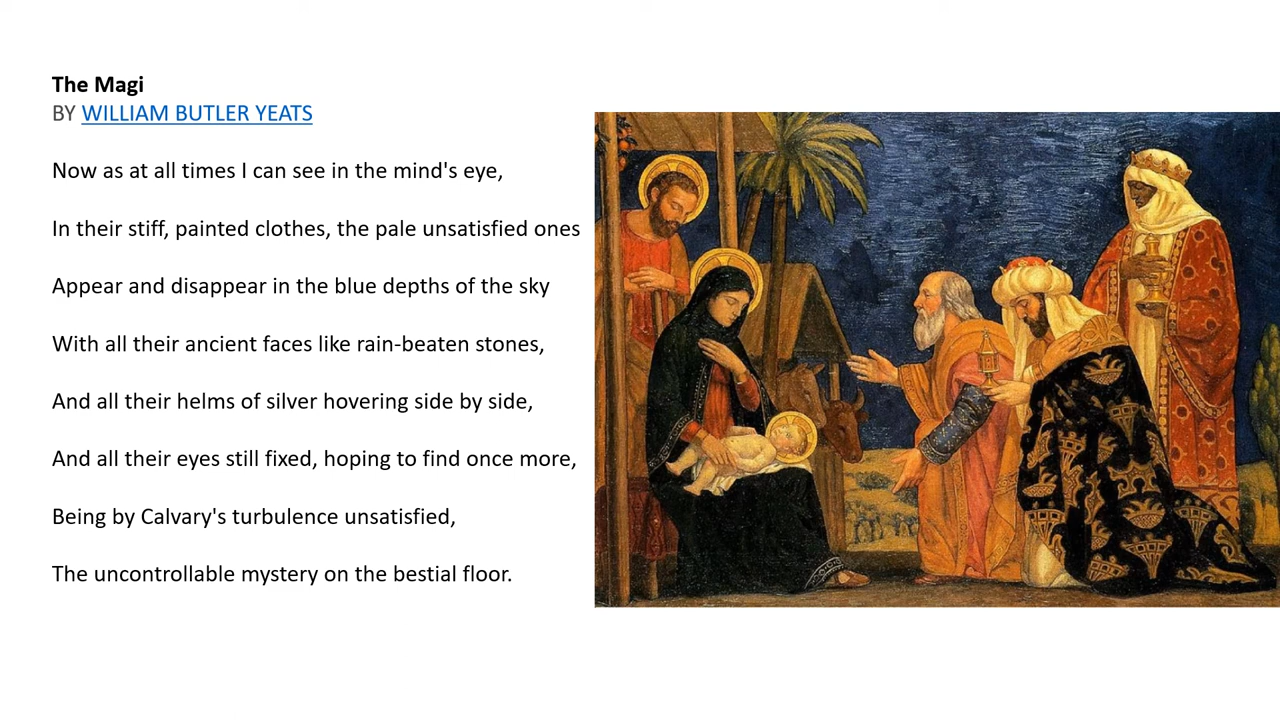 The Magi
BY WILLIAM BUTLER YEATS
Now as at all times I can see in the mind's eye,
In their stiff, painted clothes, the pale unsatisfied ones
Appear and disappear in the blue depths of the sky
With all their ancient faces like rain-beaten stones,
And all their helms of silver hovering side by side,
And all their eyes still fixed, hoping to find once more,
Being by Calvary's turbulence unsatisfied,
The uncontrollable mystery on the bestial floor.